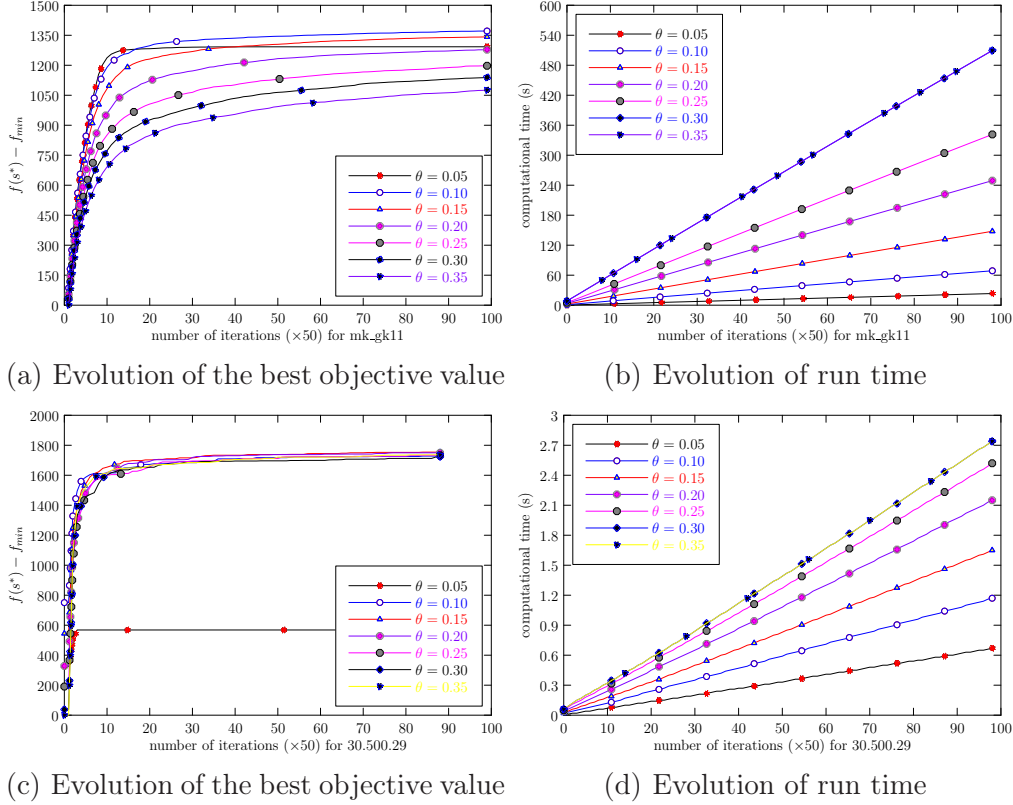 1500
1350
1200
1050
900
750
600
450
300
150
0
f(s*) − f_min
θ = 0.05
θ = 0.10
θ = 0.15
θ = 0.20
θ = 0.25
θ = 0.30
θ = 0.35
0 10 20 30 40 50 60 70 80 90 100
number of iterations (×50) for mk_gk11
(a) Evolution of the best objective value
600
540
480
420
360
300
240
180
120
60
0
computational time (s)
θ = 0.05
θ = 0.10
θ = 0.15
θ = 0.20
θ = 0.25
θ = 0.30
θ = 0.35
0 10 20 30 40 50 60 70 80 90 100
number of iterations (×50) for mk_gk11
(b) Evolution of run time
2000
1800
1600
1400
1200
1000
800
600
400
200
0
f(s*) − f_min
θ = 0.05
θ = 0.10
θ = 0.15
θ = 0.20
θ = 0.25
θ = 0.30
θ = 0.35
0 10 20 30 40 50 60 70 80 90 100
number of iterations (×50) for 30.500.29
(c) Evolution of the best objective value
3
2.7
2.4
2.1
1.8
1.5
1.2
0.9
0.6
0.3
0
computational time (s)
θ = 0.05
θ = 0.10
θ = 0.15
θ = 0.20
θ = 0.25
θ = 0.30
θ = 0.35
0 10 20 30 40 50 60 70 80 90 100
number of iterations (×50) for 30.500.29
(d) Evolution of run time